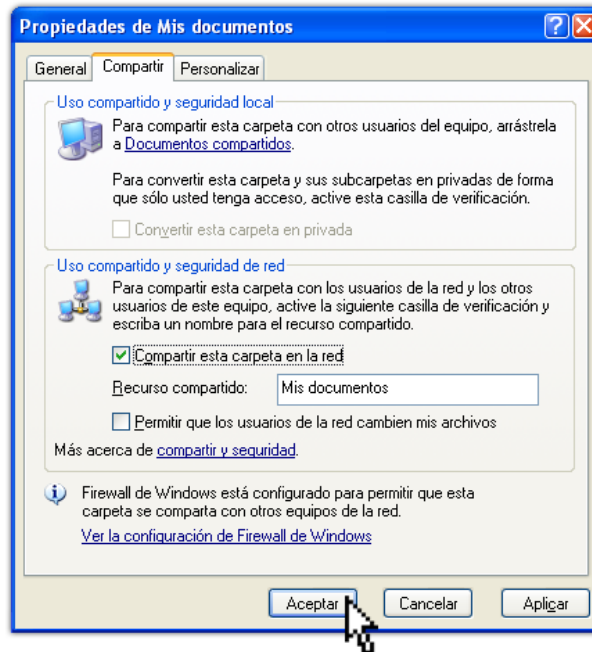 Propiedades de Mis documentos
General Compartir Personalizar
Uso compartido y seguridad local
Para compartir esta carpeta con otros usuarios del equipo, arrástrela
a Documentos compartidos.
Para convertir esta carpeta y sus subcarpetas en privadas de forma
que sólo usted tenga acceso, active esta casilla de verificación.
Convertir esta carpeta en privada
Uso compartido y seguridad de red
Para compartir esta carpeta con los usuarios de la red y los otros
usuarios de este equipo, active la siguiente casilla de verificación y
escriba un nombre para el recurso compartido.
Compartir esta carpeta en la red
Recurso compartido: Mis documentos
Permitir que los usuarios de la red cambien mis archivos
Más acerca de compartir y seguridad.
Firewall de Windows está configurado para permitir que esta
carpeta se comparta con otros equipos de la red.
Ver la configuración de Firewall de Windows
Aceptar Cancelar Aplicar